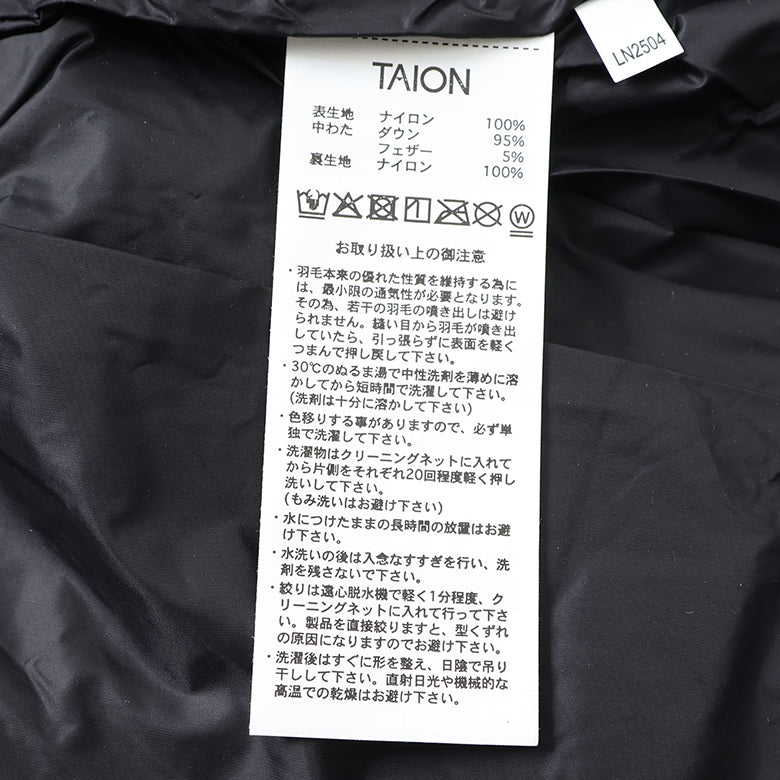 LN2504
TAION
表生地 ナイロン 100%
中わた ダウン 95%
フェザー 5%
裏生地 ナイロン 100%
W
お取り扱い上の御注意
・羽毛本来の優れた性質を維持する為に
は、最小限の通気性が必要となります。
その為、若干の羽毛の噴き出しは避け
られません。縫い目から羽毛が噴き出
していたら、引っ張らずに表面を軽く
つまんで押し戻して下さい。
・30℃のぬるま湯で中性洗剤を薄めに溶
かしてから短時間で洗濯して下さい。
(洗剤は十分に溶かして下さい)
・色移りする事がありますので、必ず単
独で洗濯して下さい。
・洗濯物はクリーニングネットに入れて
から片側をそれぞれ20回程度軽く押し
洗いして下さい。
(もみ洗いはお避け下さい)
・水につけたままの長時間の放置はお避
け下さい。
・水洗いの後は入念なすすぎを行い、洗
剤を残さないで下さい。
・絞りは遠心脱水機で軽く1分程度、ク
リーニングネットに入れて行って下さ
い。製品を直接絞りますと、型くずれ
の原因になりますのでお避け下さい。
・洗濯後はすぐに形を整え、日陰で吊り
干しして下さい。直射日光や機械的な
高温での乾燥はお避け下さい。